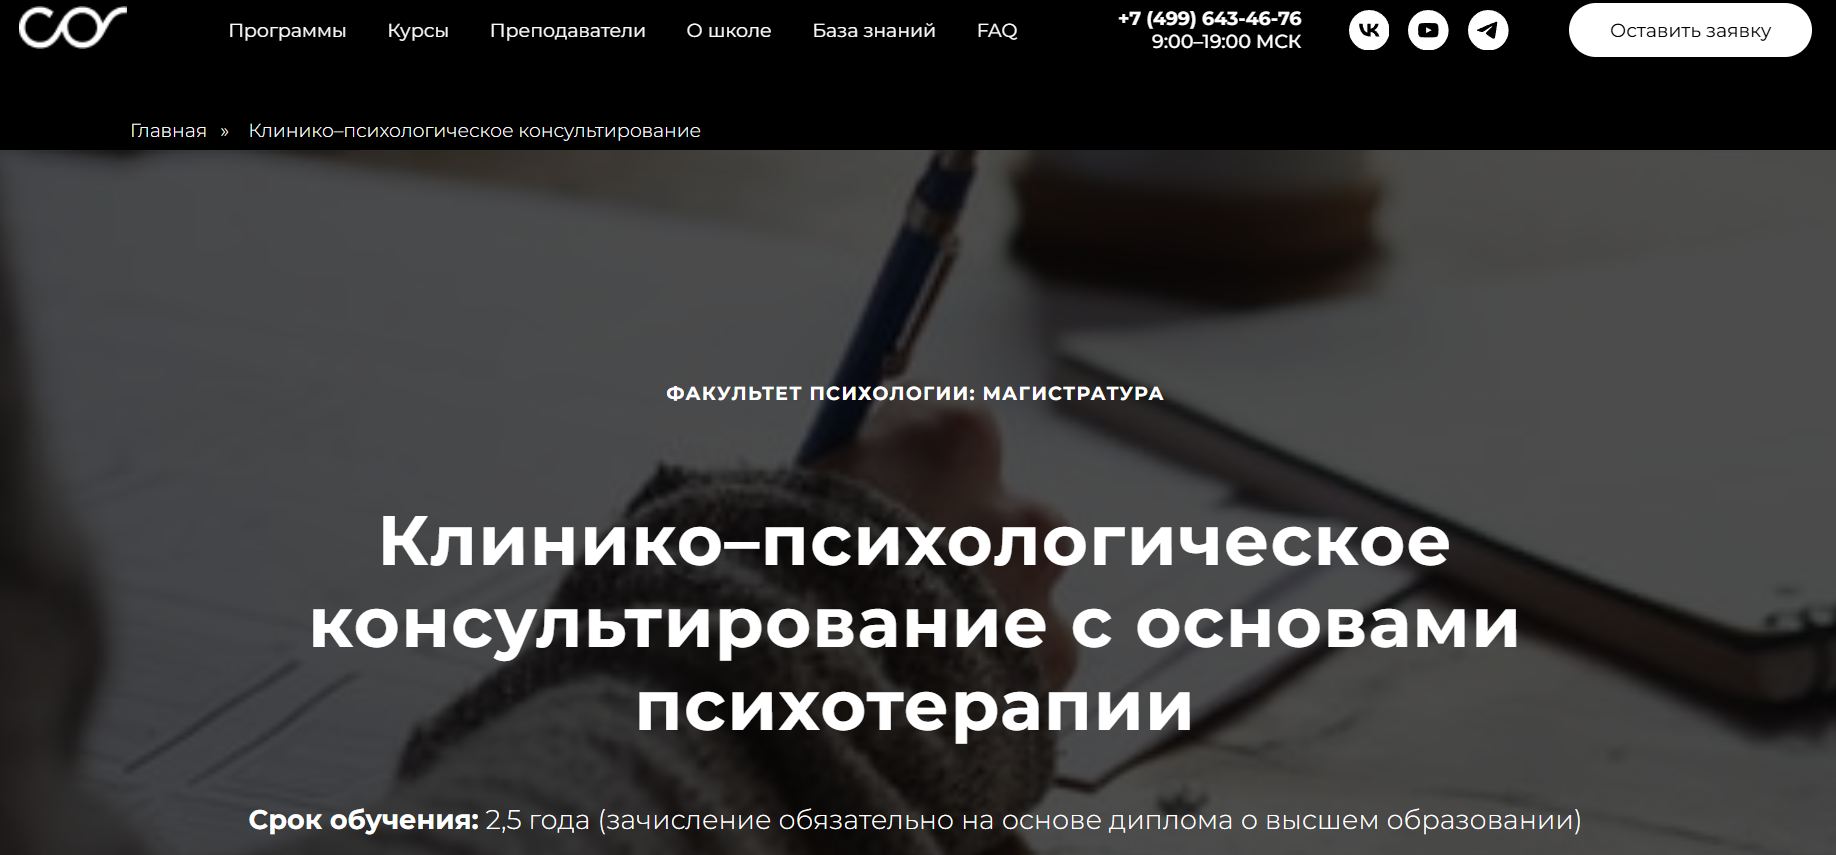 Программы Курсы Преподаватели О школе База знаний FAQ
+7 (499) 643-46-76
9:00–19:00 МСК
Оставить заявку
Главная » Клинико–психологическое консультирование
ФАКУЛЬТЕТ ПСИХОЛОГИИ: МАГИСТРАТУРА
Клинико–психологическое
консультирование с основами
психотерапии
Срок обучения: 2,5 года (зачисление обязательно на основе диплома о высшем образовании)